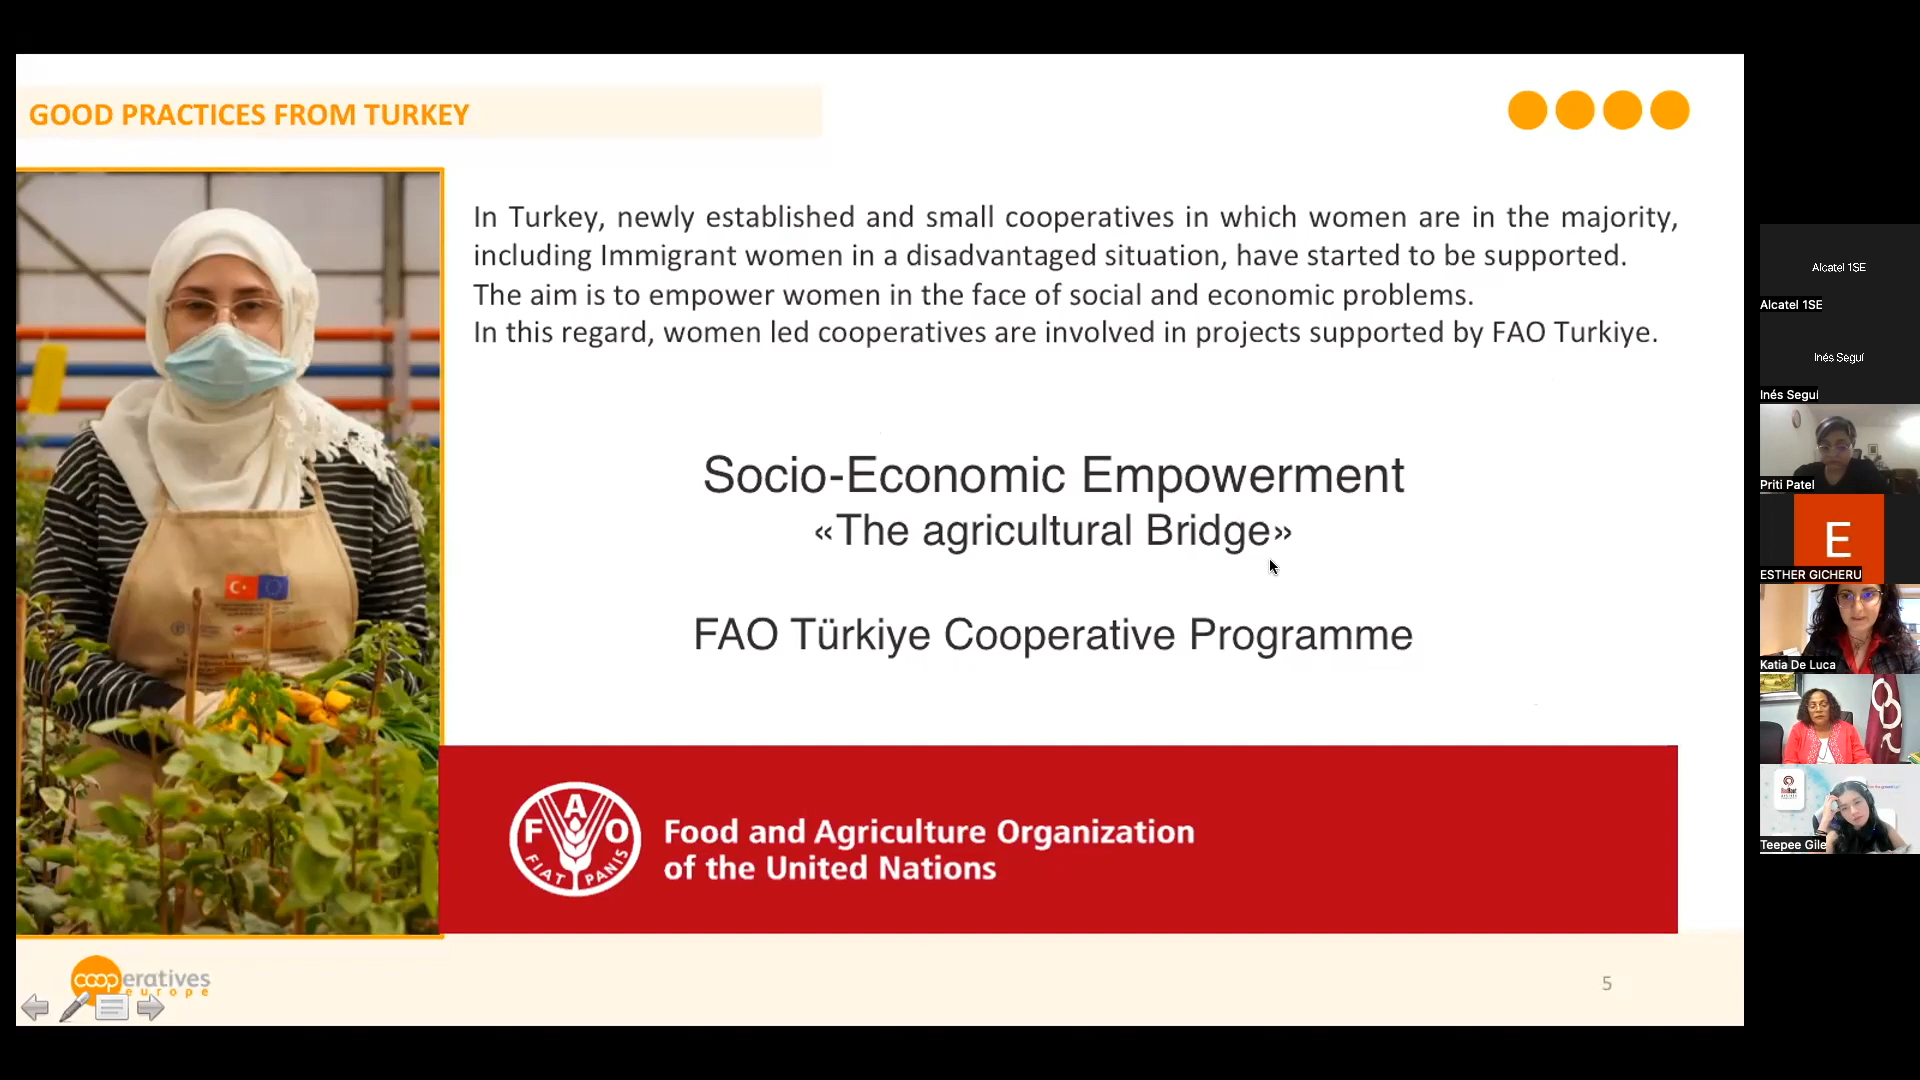 GOOD PRACTICES FROM TURKEY
In Turkey, newly established and small cooperatives in which women are in the majority,
including Immigrant women in a disadvantaged situation, have started to be supported.
The aim is to empower women in the face of social and economic problems.
In this regard, women led cooperatives are involved in projects supported by FAO Turkiye.
Socio-Economic Empowerment
«The agricultural Bridge»
FAO Türkiye Cooperative Programme
F A O
FIAT PANIS
Food and Agriculture Organization
of the United Nations
cooperatives
europe
5
Alcatel 1SE
Alcatel 1SE
Inés Seguí
Inés Seguí
Priti Patel
E
ESTHER GICHERU
Katia De Luca
Teepee Gile